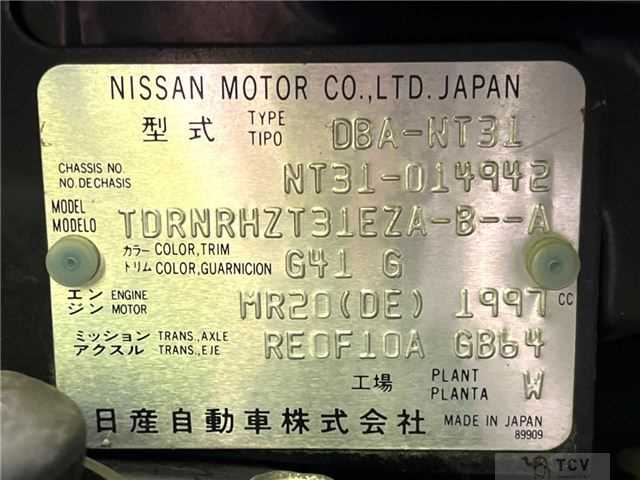 NISSAN MOTOR CO.,LTD. JAPAN
型式 TYPE TIPO DBA-NT31
CHASSIS NO. NO. DE CHASIS NT31-014942
MODEL MODELO TDRNRHZT31EZA-B--A
カラー COLOR,TRIM
トリム COLOR,GUARNICION G41 G
エンジン ENGINE MOTOR MR20(DE) 1997 CC
ミッション TRANS.,AXLE
アクスル TRANS.,EJE RE0F10A GB64
工場 PLANT PLANTA W
日産自動車株式会社 MADE IN JAPAN
89909
TCV